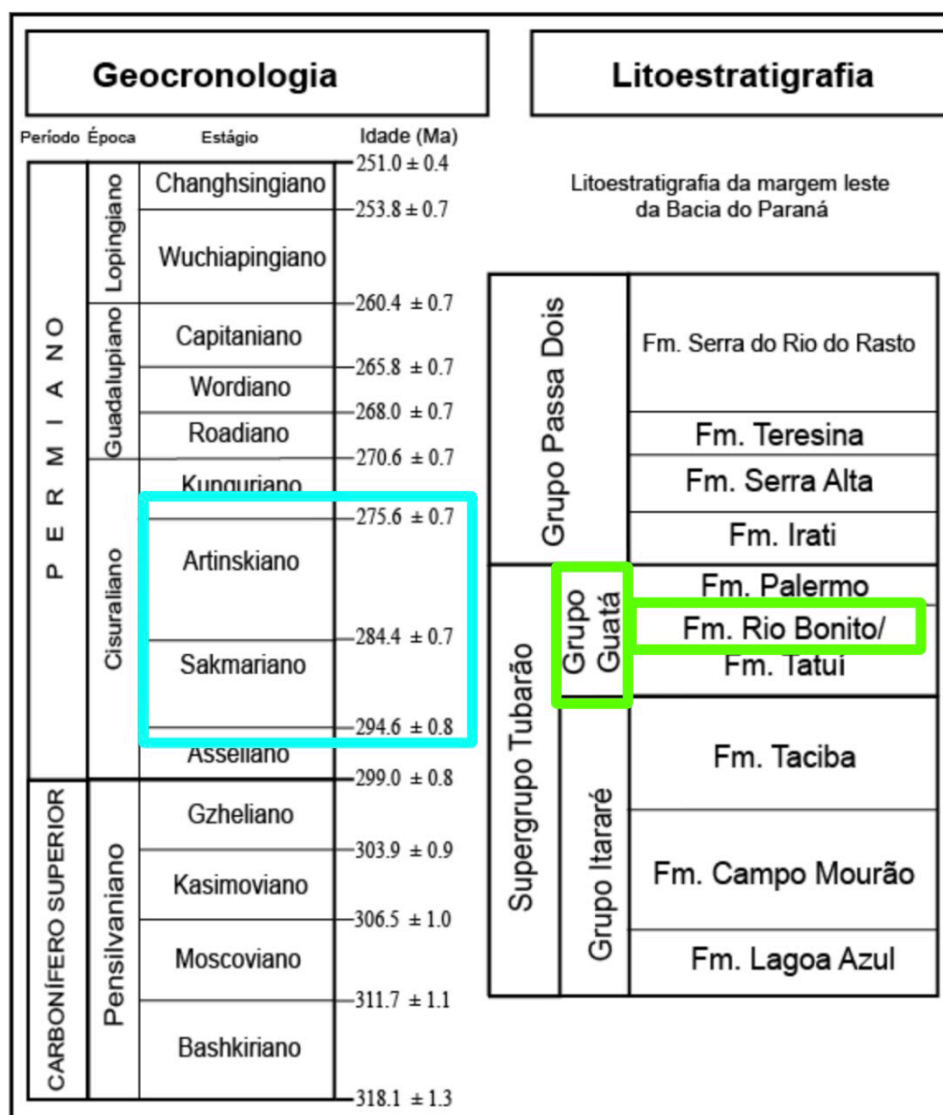 Geocronologia
Litoestratigrafia
Período Época Estágio Idade (Ma)
Litoestratigrafia da margem leste
da Bacia do Paraná
PERMIANO
CARBONÍFERO SUPERIOR
Lopingiano
Guadalupiano
Cisuraliano
Pensilvaniano
Changhsingiano
Wuchiapingiano
Capitaniano
Wordiano
Roadiano
Kunguriano
Artinskiano
Sakmariano
Asseliano
Gzheliano
Kasimoviano
Moscoviano
Bashkiriano
251.0 ± 0.4
253.8 ± 0.7
260.4 ± 0.7
265.8 ± 0.7
268.0 ± 0.7
270.6 ± 0.7
275.6 ± 0.7
284.4 ± 0.7
294.6 ± 0.8
299.0 ± 0.8
303.9 ± 0.9
306.5 ± 1.0
311.7 ± 1.1
318.1 ± 1.3
Grupo Passa Dois
Supergrupo Tubarão
Grupo
Guatá
Grupo Itararé
Fm. Serra do Rio do Rasto
Fm. Teresina
Fm. Serra Alta
Fm. Irati
Fm. Palermo
Fm. Rio Bonito/
Fm. Tatuí
Fm. Taciba
Fm. Campo Mourão
Fm. Lagoa Azul